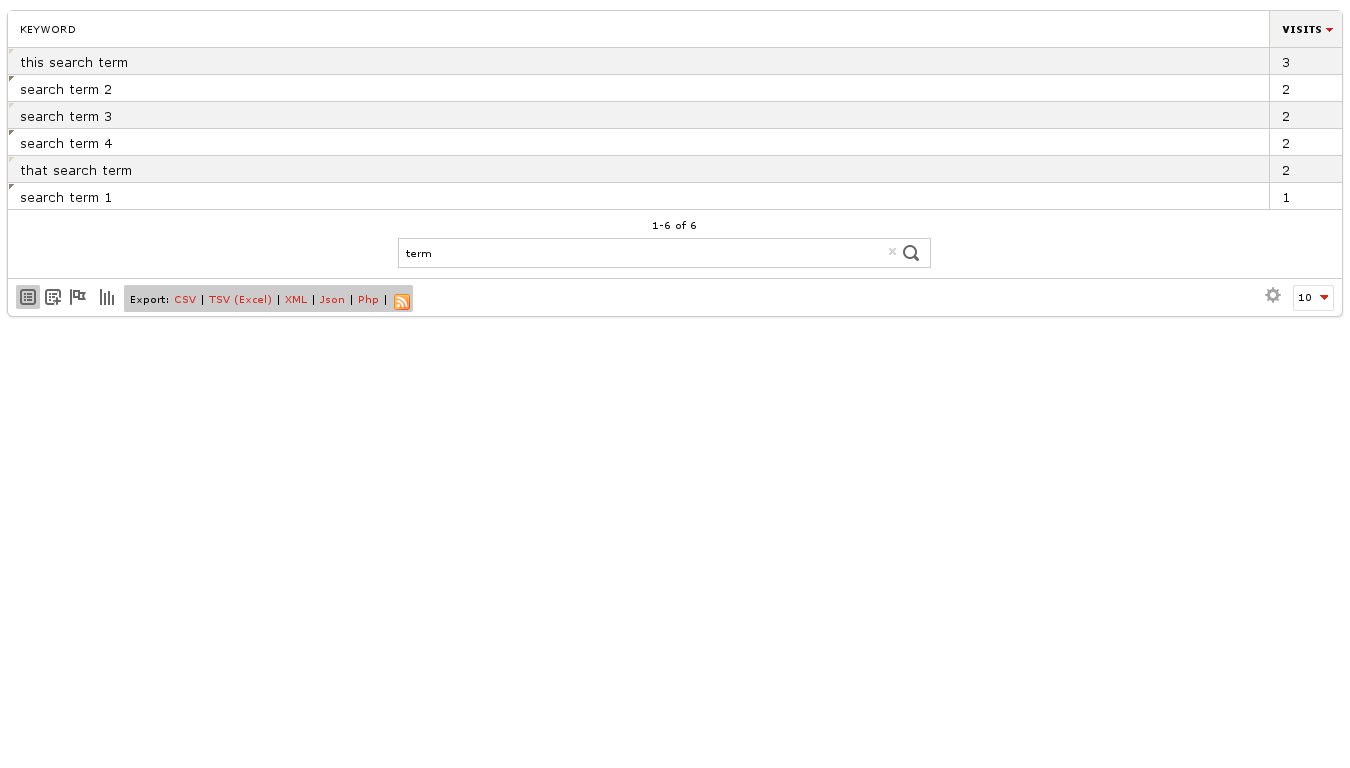 KEYWORD VISITS
this search term 3
search term 2 2
search term 3 2
search term 4 2
that search term 2
search term 1 1
1-6 of 6
term ×
Export: CSV | TSV (Excel) | XML | Json | Php |
10